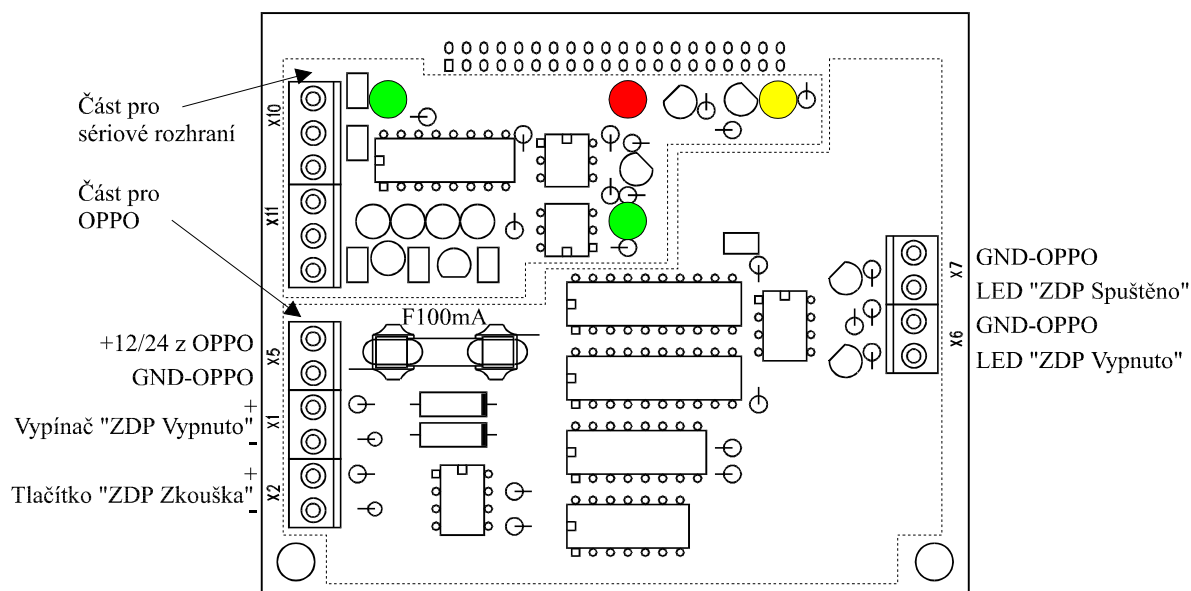 Část pro
sériové rozhraní
X10
Část pro
OPPO
X11
F100mA
+12/24 z OPPO
GND-OPPO
X5
+
Vypínač "ZDP Vypnuto"
-
X1
+
Tlačítko "ZDP Zkouška"
-
X2
X7
GND-OPPO
LED "ZDP Spuštěno"
X6
GND-OPPO
LED "ZDP Vypnuto"